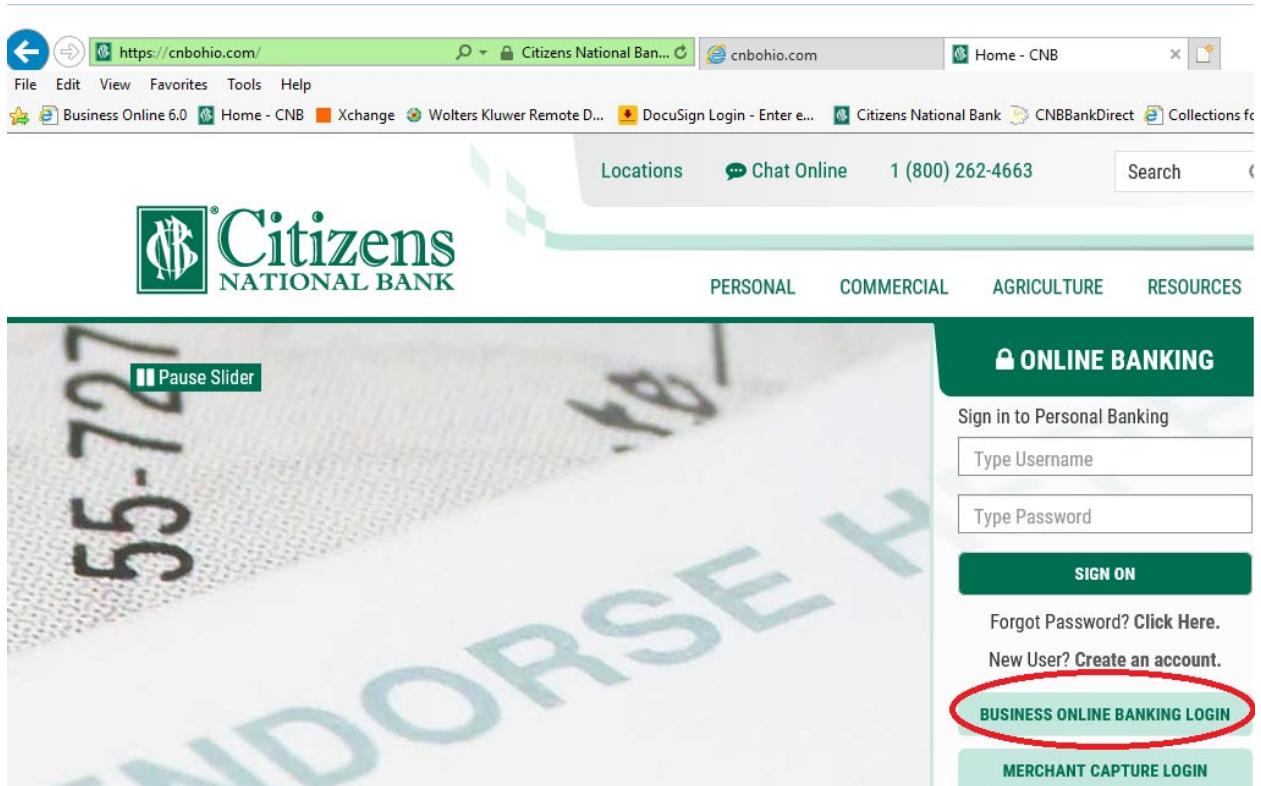 https://cnbohio.com/
Citizens National Ban...
cnbohio.com
Home - CNB
File Edit View Favorites Tools Help
Business Online 6.0 Home - CNB Xchange Wolters Kluwer Remote D... DocuSign Login - Enter e... Citizens National Bank CNBBankDirect Collections fo
Locations Chat Online 1 (800) 262-4663 Search
Citizens
NATIONAL BANK
PERSONAL COMMERCIAL AGRICULTURE RESOURCES
Pause Slider
55-727
ENDORSE H
ONLINE BANKING
Sign in to Personal Banking
Type Username
Type Password
SIGN ON
Forgot Password? Click Here.
New User? Create an account.
BUSINESS ONLINE BANKING LOGIN
MERCHANT CAPTURE LOGIN